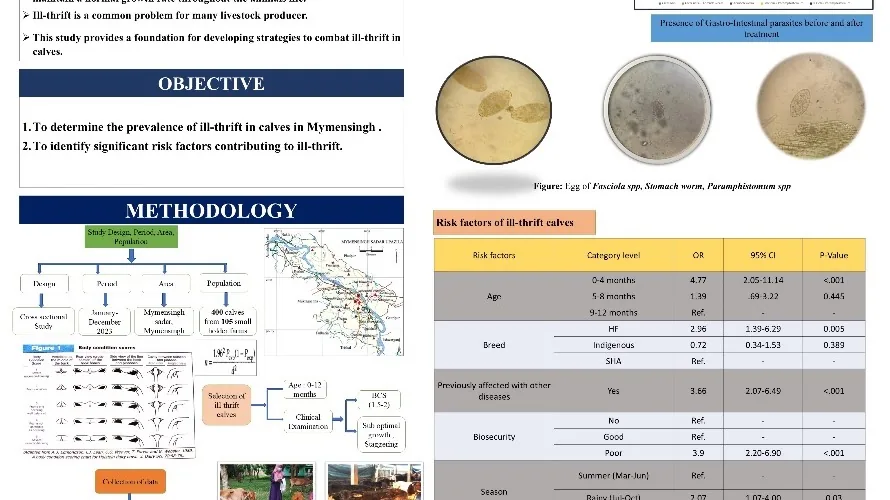 ➢ Ill-thrift is a common problem for many livestock producer.
➢ This study provides a foundation for developing strategies to combat ill-thrift in
calves.
OBJECTIVE
1. To determine the prevalence of ill-thrift in calves in Mymensingh .
2. To identify significant risk factors contributing to ill-thrift.
METHODOLOGY
Study Design, Period, Area,
Population
Design
Period
Area
Population
Cross sectional
Study
January-
December
2023
Mymensingh
sadar,
Mymensingh
400 calves
from 105 small
holder farms
MYMENSINGH SADAR UPAZILA
Figure 1
Body condition scores
Selection of
ill thrift
calves
Age : 0-12
months
Clinical
Examination
BCS
(1.5-2)
Sub optimal
growth ,
Staggering
Collection of data
Presence of Gastro-Intestinal parasites before and after
treatment
Figure: Egg of Fasciola spp, Stomach worm, Paramphistomum spp
Risk factors of ill-thrift calves
Risk factors Category level OR 95% CI P-Value
Age
0-4 months 4.77 2.05-11.14 <.001
5-8 months 1.39 .69-3.22 0.445
9-12 months Ref. - -
Breed
HF 2.96 1.39-6.29 0.005
Indigenous 0.72 0.34-1.53 0.389
SHA Ref. - -
Previously affected with other
diseases
Yes 3.66 2.07-6.49 <.001
No Ref. - -
Biosecurity
Good Ref. - -
Poor 3.9 2.20-6.90 <.001
Season
Summer (Mar-Jun) Ref. - -
Rainy (Jul-Oct) 2.07 1.07-4.00 0.03